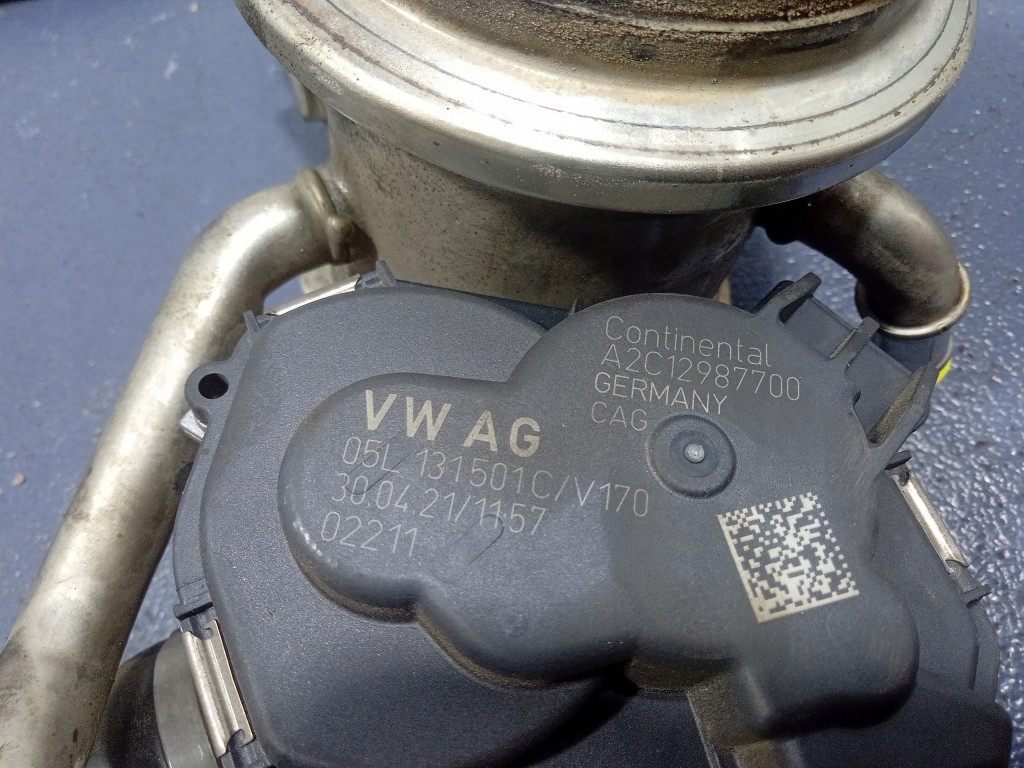 Continental
A2C12987700
GERMANY
CAG
VW AG
05L 131501C/V170
30.04.21/1157
02211